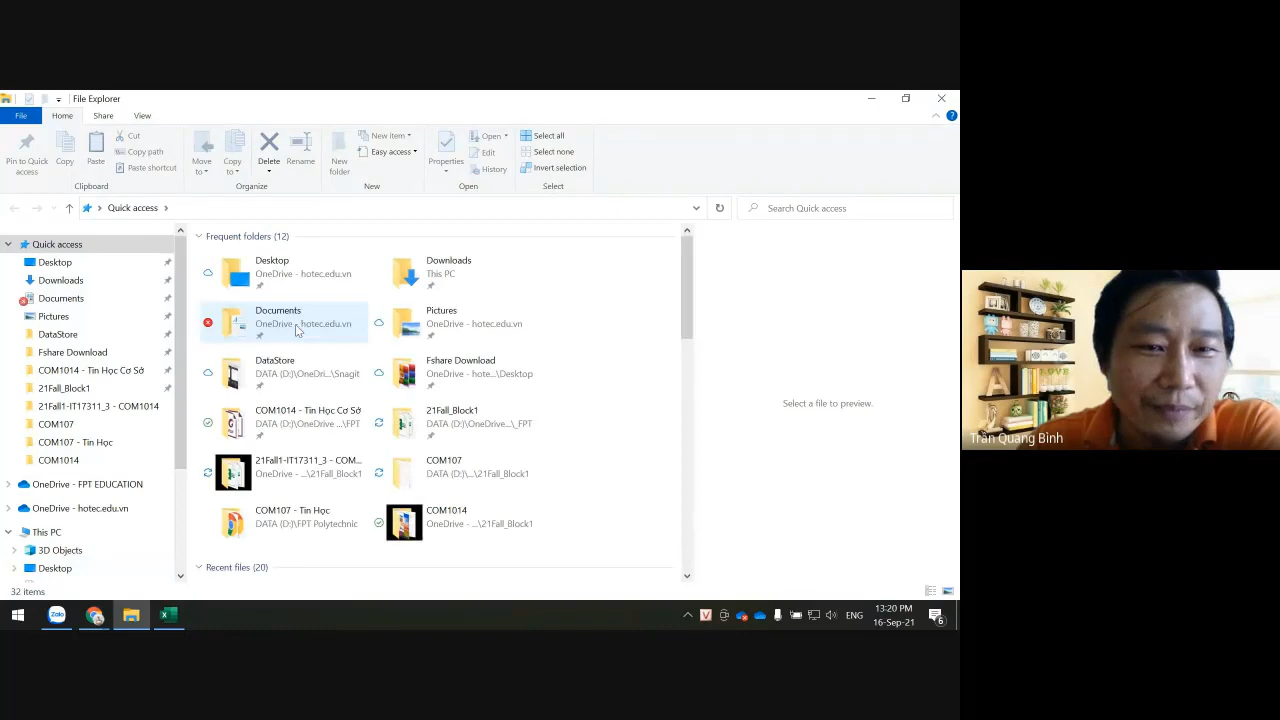 File Explorer
File
Home
Share
View
Pin to Quick access
Copy
Paste
Cut
Copy path
Paste shortcut
Clipboard
Move to
Copy to
Delete
Rename
Organize
New folder
New item
Easy access
New
Properties
Open
Edit
History
Open
Select all
Select none
Invert selection
Select
Quick access
Search Quick access
Quick access
Desktop
Downloads
Documents
Pictures
DataStore
Fshare Download
COM1014 - Tin Học Cơ Sở
21Fall_Block1
21Fall1-IT17311_3 - COM1014
COM107
COM107 - Tin Học
COM1014
OneDrive - FPT EDUCATION
OneDrive - hotec.edu.vn
This PC
3D Objects
Desktop
Frequent folders (12)
Desktop
OneDrive - hotec.edu.vn
Downloads
This PC
Documents
OneDrive - hotec.edu.vn
Pictures
OneDrive - hotec.edu.vn
DataStore
DATA (D:)\OneDri...\Snagit
Fshare Download
OneDrive - hote...\Desktop
COM1014 - Tin Học Cơ Sở
DATA (D:)\OneDrive ...\FPT
21Fall_Block1
DATA (D:)\OneDrive...\_FPT
21Fall1-IT17311_3 - COM...
OneDrive - ...\21Fall_Block1
COM107
DATA (D:)\...\21Fall_Block1
COM107 - Tin Học
DATA (D:)\FPT Polytechnic
COM1014
OneDrive - ...\21Fall_Block1
Recent files (20)
Select a file to preview.
32 items
Zalo
ENG
13:20 PM
16-Sep-21
6
A
LOVE
Trần Quang Bình